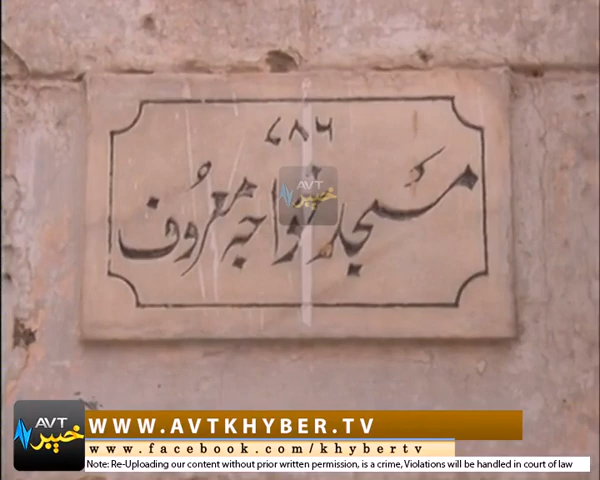 ۷۸۶
مسجد خواجہ معروف
AVT
خیبر
AVT
خیبر
WWW.AVTKHYBER.TV
www.facebook.com/khybertv
Note: Re-Uploading our content without prior written permission, is a crime, Violations will be handled in court of law